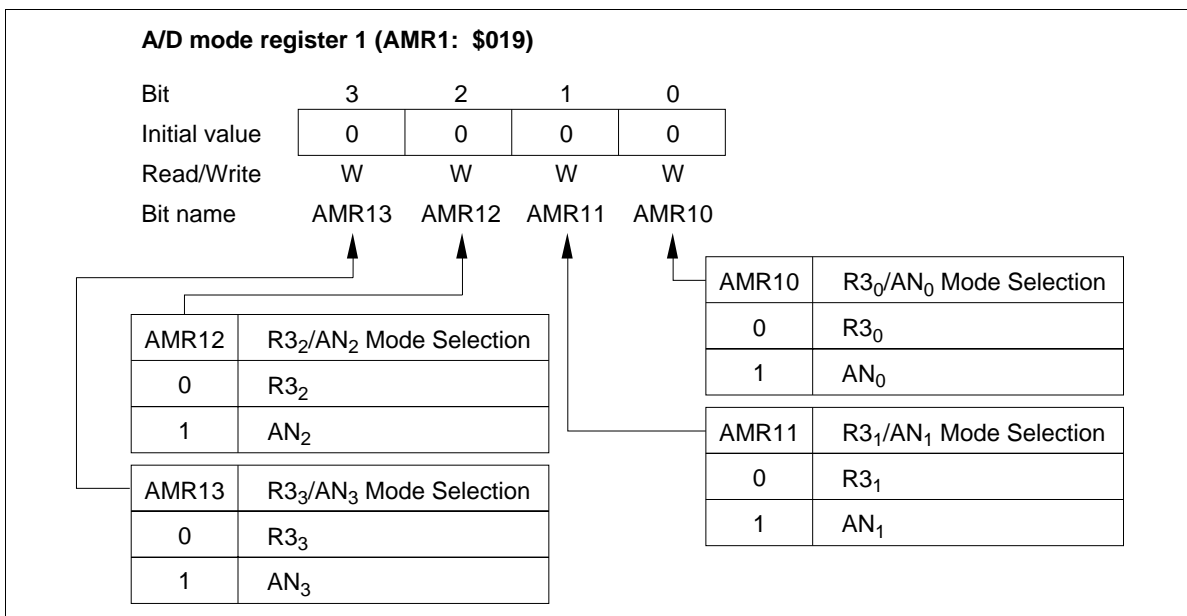 A/D mode register 1 (AMR1: $019)
Bit 3 2 1 0
Initial value 0 0 0 0
Read/Write W W W W
Bit name AMR13 AMR12 AMR11 AMR10
AMR12 R3₂/AN₂ Mode Selection
0 R3₂
1 AN₂
AMR13 R3₃/AN₃ Mode Selection
0 R3₃
1 AN₃
AMR10 R3₀/AN₀ Mode Selection
0 R3₀
1 AN₀
AMR11 R3₁/AN₁ Mode Selection
0 R3₁
1 AN₁